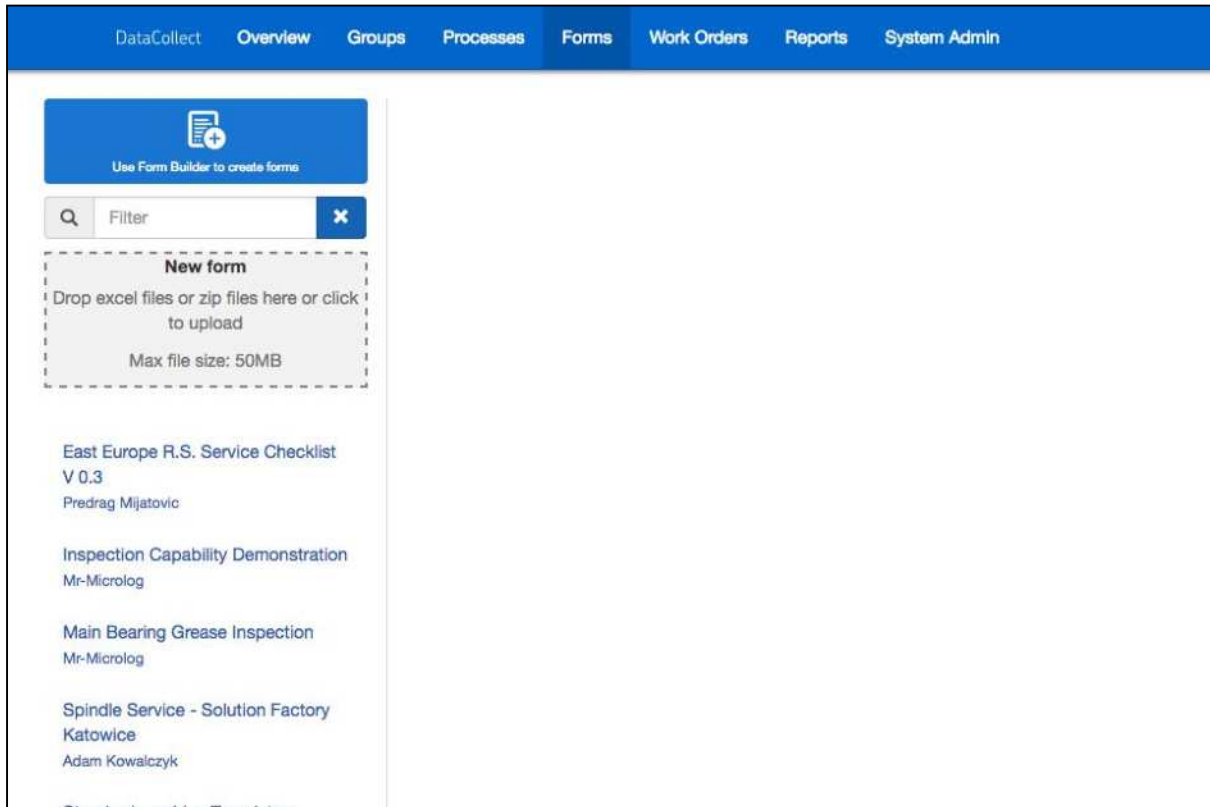 DataCollect Overview Groups Processes Forms Work Orders Reports System Admin
Use Form Builder to create forms
Filter
New form
Drop excel files or zip files here or click
to upload
Max file size: 50MB
East Europe R.S. Service Checklist
V 0.3
Predrag Mijatovic
Inspection Capability Demonstration
Mr-Microlog
Main Bearing Grease Inspection
Mr-Microlog
Spindle Service - Solution Factory
Katowice
Adam Kowalczyk